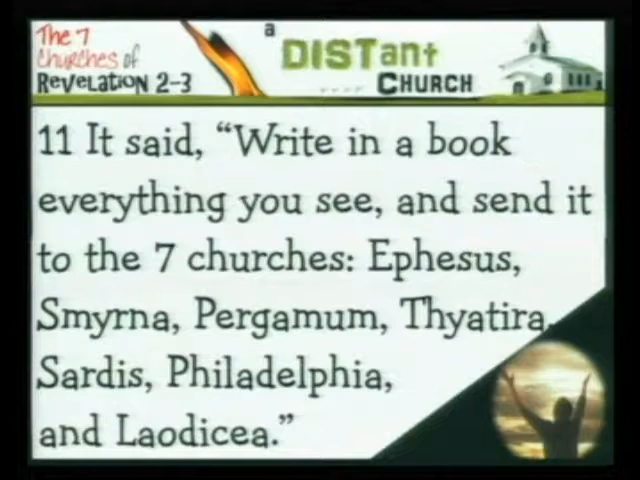 The 7
Churches of
Revelation 2-3
a
DISTant
.... CHURCH
11 It said, “Write in a book
everything you see, and send it
to the 7 churches: Ephesus,
Smyrna, Pergamum, Thyatira,
Sardis, Philadelphia,
and Laodicea.”